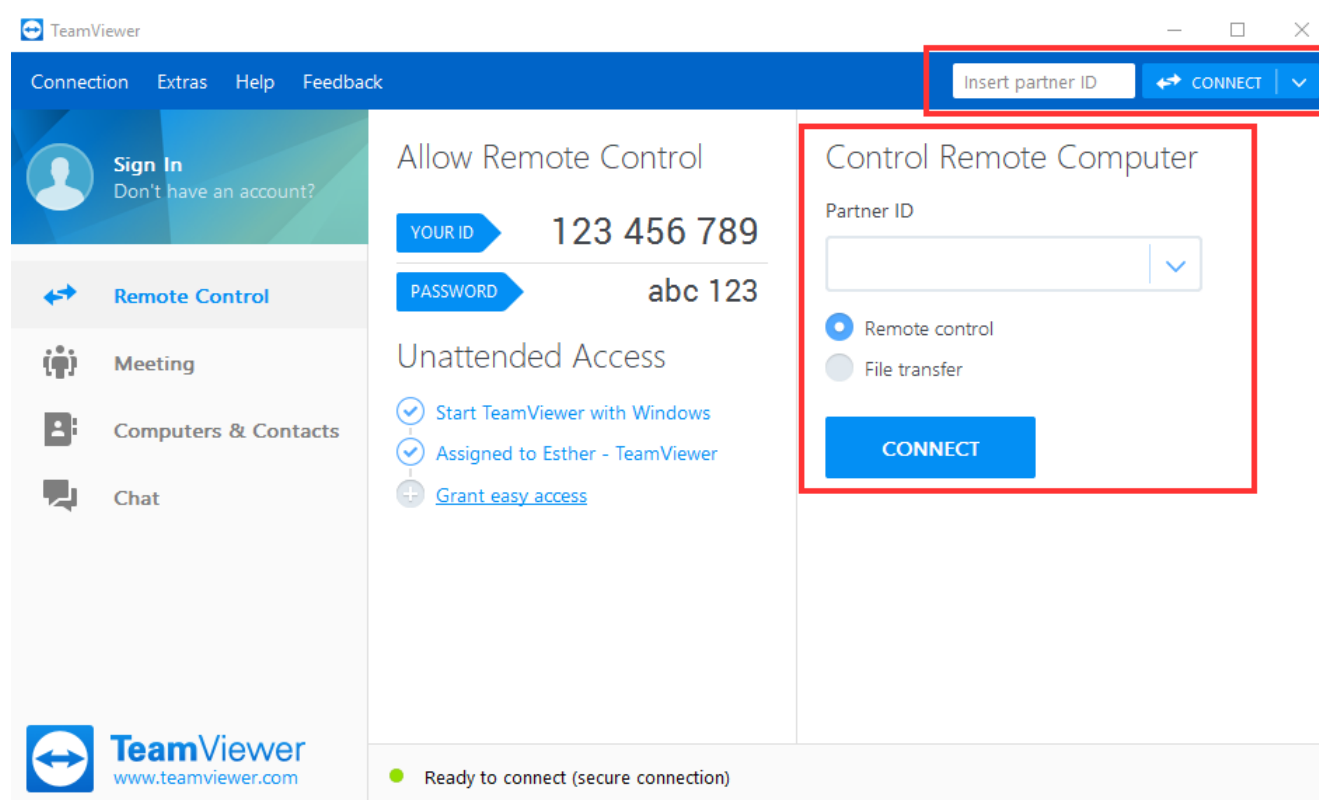 TeamViewer
Connection Extras Help Feedback
Insert partner ID
CONNECT
Sign In
Don't have an account?
Remote Control
Meeting
Computers & Contacts
Chat
TeamViewer
www.teamviewer.com
Allow Remote Control
YOUR ID 123 456 789
PASSWORD abc 123
Unattended Access
Start TeamViewer with Windows
Assigned to Esther - TeamViewer
Grant easy access
Control Remote Computer
Partner ID
Remote control
File transfer
CONNECT
Ready to connect (secure connection)